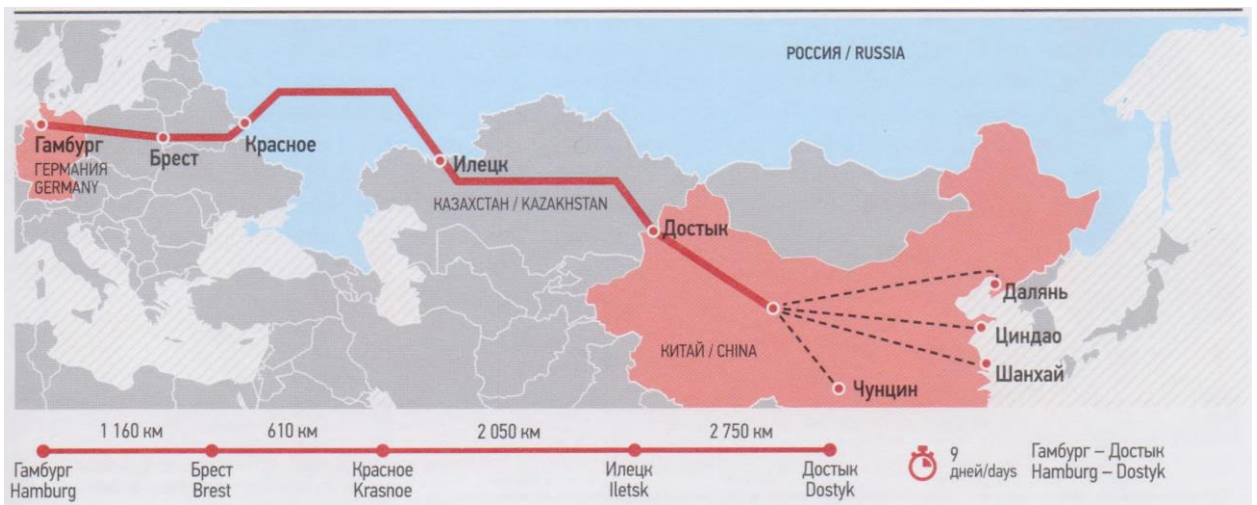 РОССИЯ / RUSSIA
Гамбург
ГЕРМАНИЯ
GERMANY
Брест
Красное
Илецк
КАЗАХСТАН / KAZAKHSTAN
Достык
Далянь
Циндао
КИТАЙ / CHINA
Шанхай
Чунцин
1 160 км
610 км
2 050 км
2 750 км
Гамбург
Hamburg
Брест
Brest
Красное
Krasnoe
Илецк
Iletsk
Достык
Dostyk
9
дней/days
Гамбург – Достык
Hamburg – Dostyk